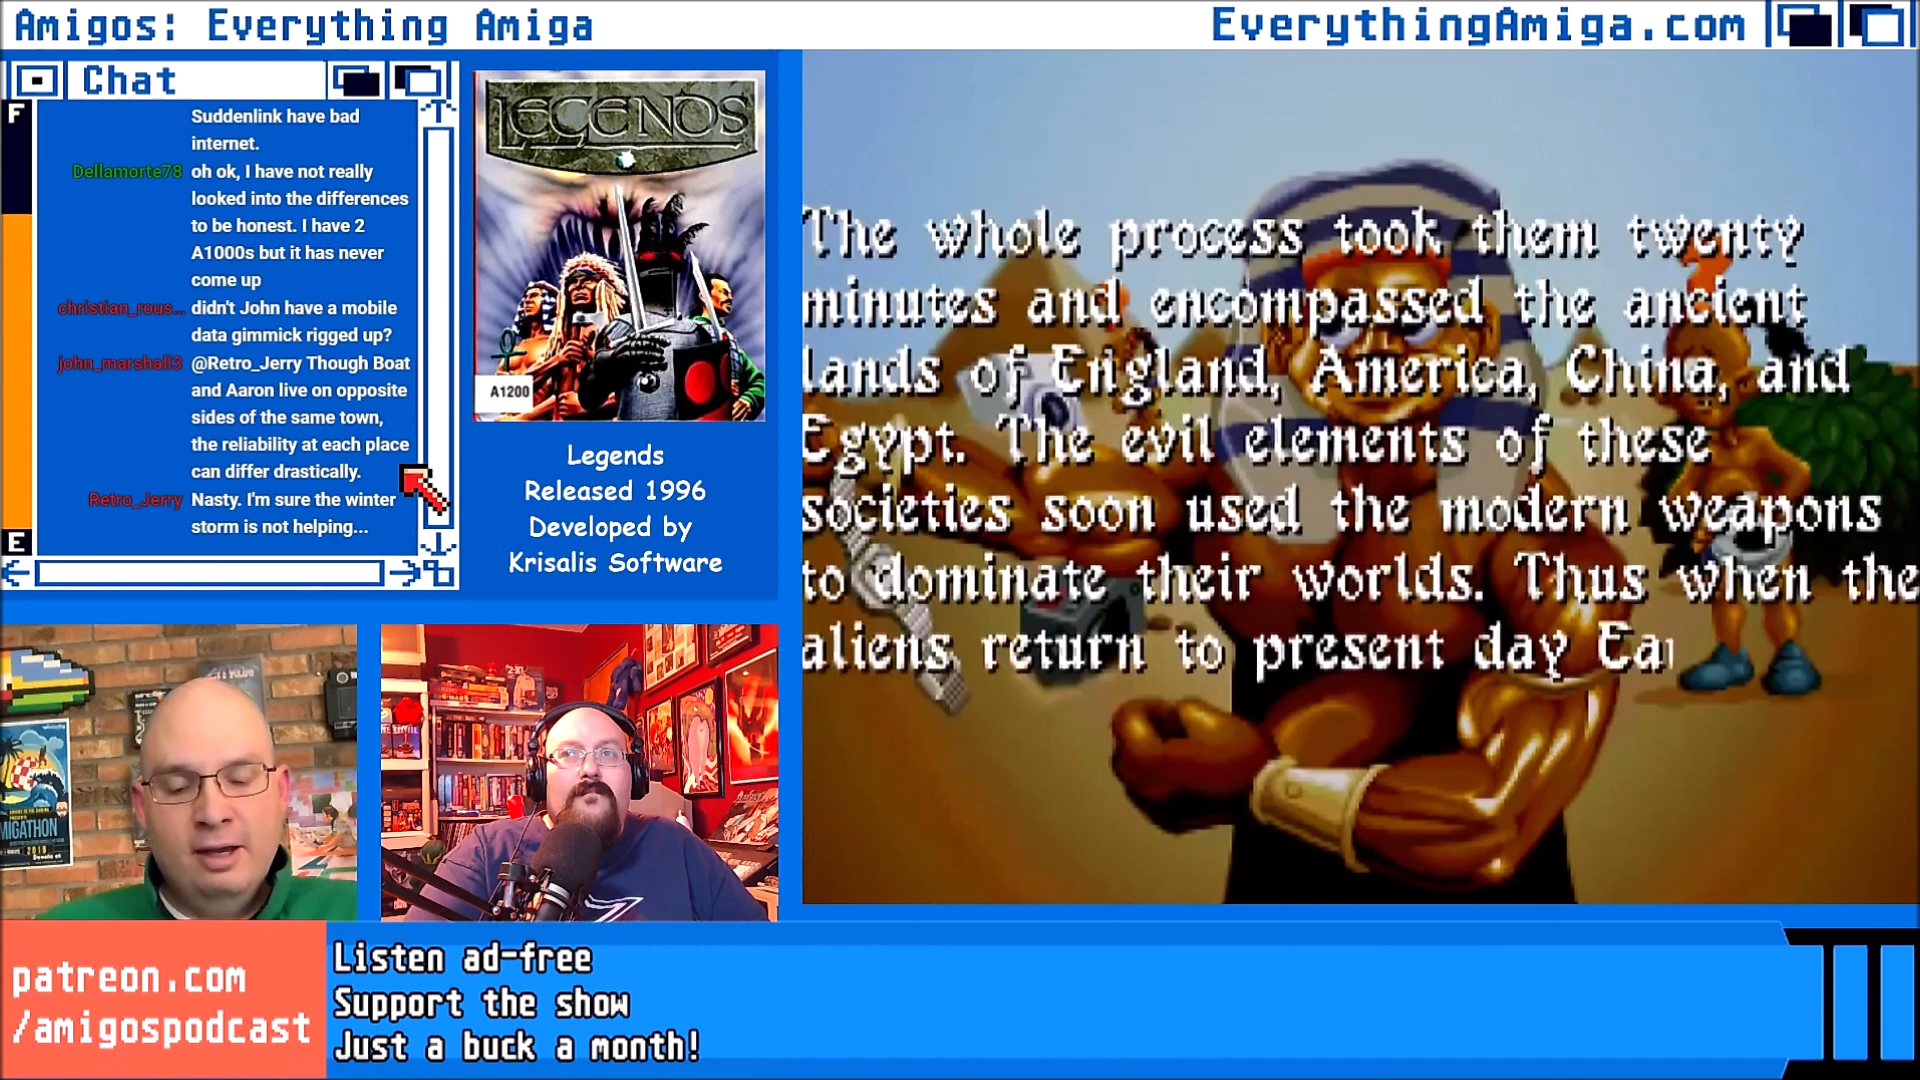 Amigos: Everything Amiga
EverythingAmiga.com
Chat
F
Suddenlink have bad
internet.
Dellamorte78 oh ok, I have not really
looked into the differences
to be honest. I have 2
A1000s but it has never
come up
christian_rous... didn't John have a mobile
data gimmick rigged up?
john_marshall3 @Retro_Jerry Though Boat
and Aaron live on opposite
sides of the same town,
the reliability at each place
can differ drastically.
Retro_Jerry Nasty. I'm sure the winter
storm is not helping...
E
LEGENDS
A1200
Legends
Released 1996
Developed by
Krisalis Software
The whole process took them twenty
minutes and encompassed the ancient
lands of England, America, China, and
Egypt. The evil elements of these
societies soon used the modern weapons
to dominate their worlds. Thus when the
aliens return to present day Ea
MIGATHON
2019
patreon.com
/amigospodcast
Listen ad-free
Support the show
Just a buck a month!